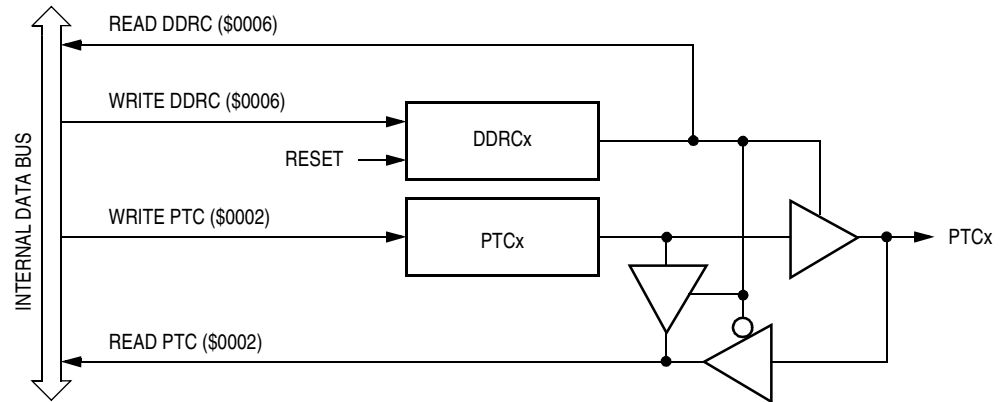 READ DDRC ($0006)
WRITE DDRC ($0006)
DDRCx
RESET
WRITE PTC ($0002)
PTCx
PTCx
READ PTC ($0002)
INTERNAL DATA BUS